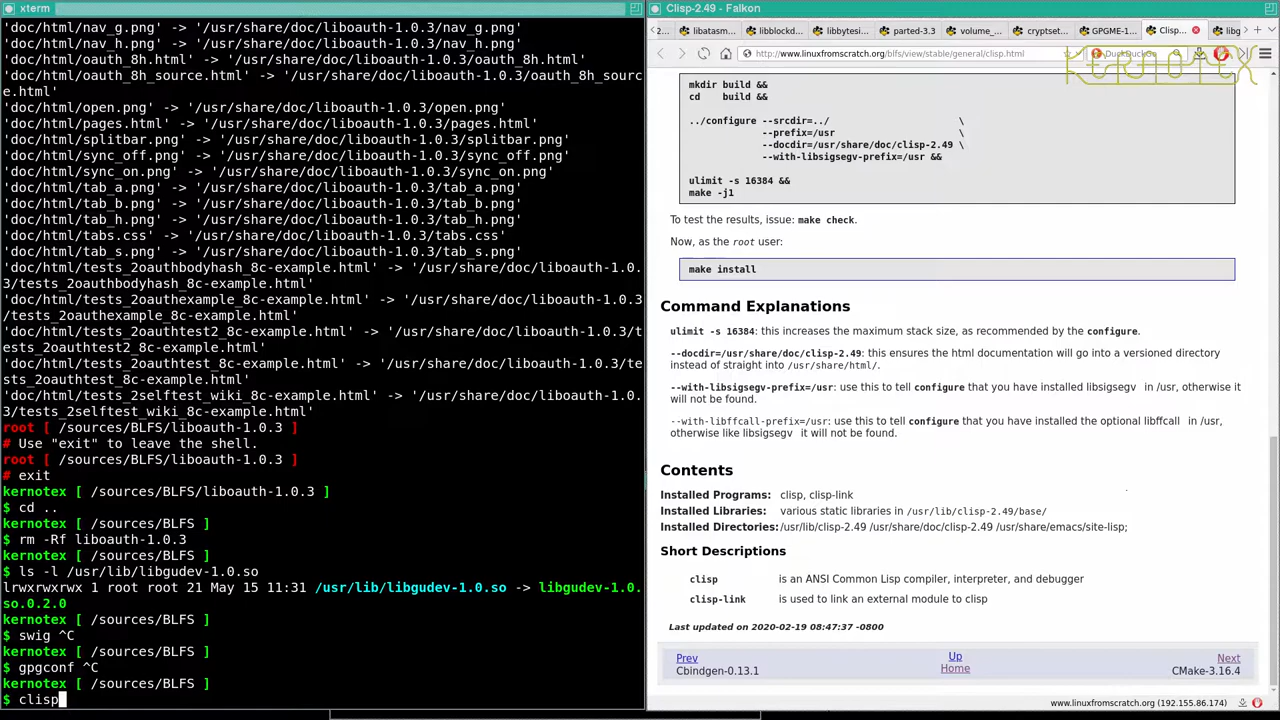 xterm
'doc/html/nav_g.png' -> '/usr/share/doc/liboauth-1.0.3/nav_g.png'
'doc/html/nav_h.png' -> '/usr/share/doc/liboauth-1.0.3/nav_h.png'
'doc/html/oauth_8h.html' -> '/usr/share/doc/liboauth-1.0.3/oauth_8h.html'
'doc/html/oauth_8h_source.html' -> '/usr/share/doc/liboauth-1.0.3/oauth_8h_sourc
e.html'
'doc/html/open.png' -> '/usr/share/doc/liboauth-1.0.3/open.png'
'doc/html/pages.html' -> '/usr/share/doc/liboauth-1.0.3/pages.html'
'doc/html/splitbar.png' -> '/usr/share/doc/liboauth-1.0.3/splitbar.png'
'doc/html/sync_off.png' -> '/usr/share/doc/liboauth-1.0.3/sync_off.png'
'doc/html/sync_on.png' -> '/usr/share/doc/liboauth-1.0.3/sync_on.png'
'doc/html/tab_a.png' -> '/usr/share/doc/liboauth-1.0.3/tab_a.png'
'doc/html/tab_b.png' -> '/usr/share/doc/liboauth-1.0.3/tab_b.png'
'doc/html/tab_h.png' -> '/usr/share/doc/liboauth-1.0.3/tab_h.png'
'doc/html/tabs.css' -> '/usr/share/doc/liboauth-1.0.3/tabs.css'
'doc/html/tab_s.png' -> '/usr/share/doc/liboauth-1.0.3/tab_s.png'
'doc/html/tests_2oauthbodyhash_8c-example.html' -> '/usr/share/doc/liboauth-1.0.
3/tests_2oauthbodyhash_8c-example.html'
'doc/html/tests_2oauthexample_8c-example.html' -> '/usr/share/doc/liboauth-1.0.3
/tests_2oauthexample_8c-example.html'
'doc/html/tests_2oauthtest2_8c-example.html' -> '/usr/share/doc/liboauth-1.0.3/t
ests_2oauthtest2_8c-example.html'
'doc/html/tests_2oauthtest_8c-example.html' -> '/usr/share/doc/liboauth-1.0.3/te
sts_2oauthtest_8c-example.html'
'doc/html/tests_2selftest_wiki_8c-example.html' -> '/usr/share/doc/liboauth-1.0.
3/tests_2selftest_wiki_8c-example.html'
root [ /sources/BLFS/liboauth-1.0.3 ]
# Use "exit" to leave the shell.
root [ /sources/BLFS/liboauth-1.0.3 ]
# exit
kernotex [ /sources/BLFS/liboauth-1.0.3 ]
$ cd ..
kernotex [ /sources/BLFS ]
$ rm -Rf liboauth-1.0.3
kernotex [ /sources/BLFS ]
$ ls -l /usr/lib/libgudev-1.0.so
lrwxrwxrwx 1 root root 21 May 15 11:31 /usr/lib/libgudev-1.0.so -> libgudev-1.0.
so.0.2.0
kernotex [ /sources/BLFS ]
$ swig ^C
kernotex [ /sources/BLFS ]
$ gpgconf ^C
kernotex [ /sources/BLFS ]
$ clisp
Clisp-2.49 - Falkon
2... libatasm... libblockd... libbytesi... parted-3.3 volume_... cryptset... GPGME-1... Clisp...
http://www.linuxfromscratch.org/blfs/view/stable/general/clisp.html DuckDuckGo
KERNOTEX
mkdir build &&
cd build &&
../configure --srcdir=../ \
--prefix=/usr \
--docdir=/usr/share/doc/clisp-2.49 \
--with-libsigsegv-prefix=/usr &&
ulimit -s 16384 &&
make -j1
To test the results, issue: make check.
Now, as the root user:
make install
Command Explanations
ulimit -s 16384: this increases the maximum stack size, as recommended by the configure.
--docdir=/usr/share/doc/clisp-2.49: this ensures the html documentation will go into a versioned directory
instead of straight into /usr/share/html/.
--with-libsigsegv-prefix=/usr: use this to tell configure that you have installed libsigsegv in /usr, otherwise it
will not be found.
--with-libffcall-prefix=/usr: use this to tell configure that you have installed the optional libffcall in /usr,
otherwise like libsigsegv it will not be found.
Contents
Installed Programs: clisp, clisp-link
Installed Libraries: various static libraries in /usr/lib/clisp-2.49/base/
Installed Directories: /usr/lib/clisp-2.49 /usr/share/doc/clisp-2.49 /usr/share/emacs/site-lisp;
Short Descriptions
clisp is an ANSI Common Lisp compiler, interpreter, and debugger
clisp-link is used to link an external module to clisp
Last updated on 2020-02-19 08:47:37 -0800
Prev Up Next
Cbindgen-0.13.1 Home CMake-3.16.4
www.linuxfromscratch.org (192.155.86.174)